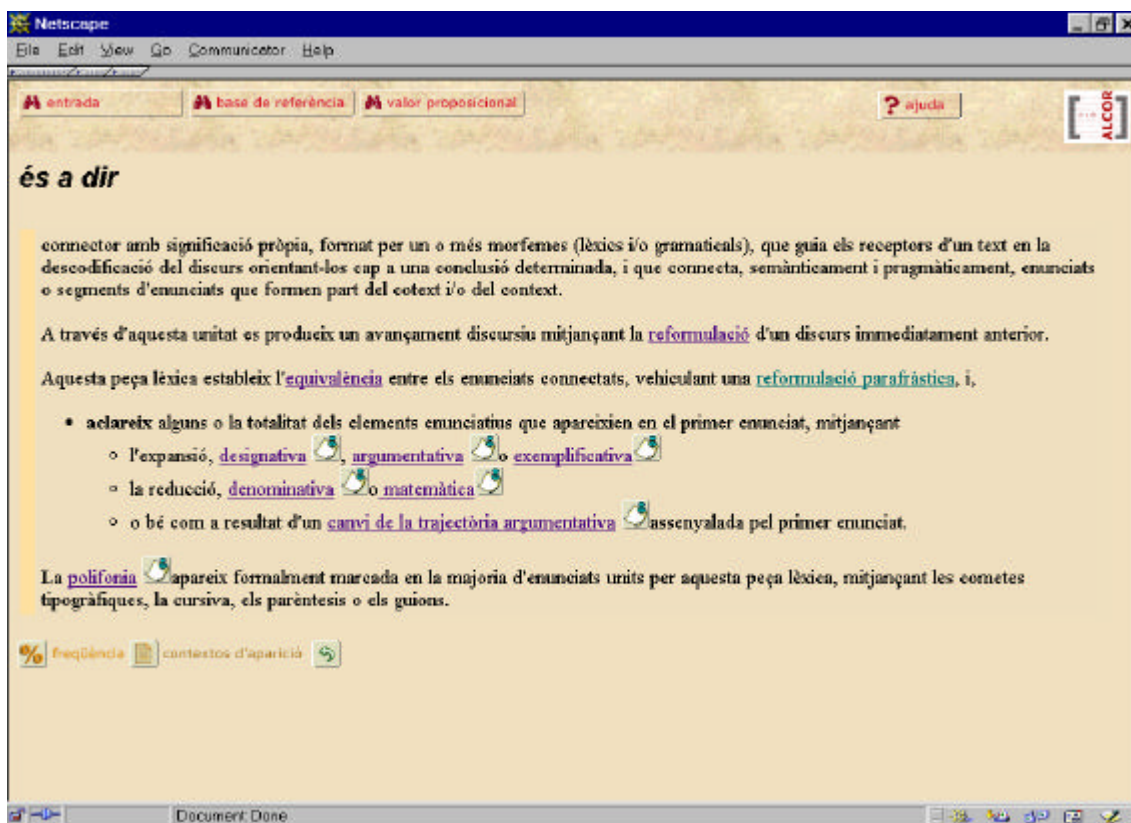 Netscape
File Edit View Go Communicator Help
entrada base de referència valor proposicional ? ajuda ALCOR
és a dir
connector amb significació pròpia, format per un o més morfemes (lèxics i/o gramaticals), que guia els receptors d'un text en la
descodificació del discurs orientant-los cap a una conclusió determinada, i que connecta, semànticament i pragmàticament, enunciats
o segments d'enunciats que formen part del cotext i/o del context.
A través d'aquesta unitat es produeix un avançament discursiu mitjançant la reformulació d'un discurs immediatament anterior.
Aquesta peça lèxica estableix l'equivalència entre els enunciats connectats, vehiculant una reformulació parafràstica, i,
• aclareix alguns o la totalitat dels elements enunciatius que apareixien en el primer enunciat, mitjançant
o l'expansió, designativa , argumentativa o exemplificativa
o la reducció, denominativa o matemàtica
o o bé com a resultat d'un canvi de la trajectòria argumentativa assenyalada pel primer enunciat.
La polifonia apareix formalment marcada en la majoria d'enunciats units per aquesta peça lèxica, mitjançant les cometes
tipogràfiques, la cursiva, els parèntesis o els guions.
% freqüència contextos d'aparició
Document: Done